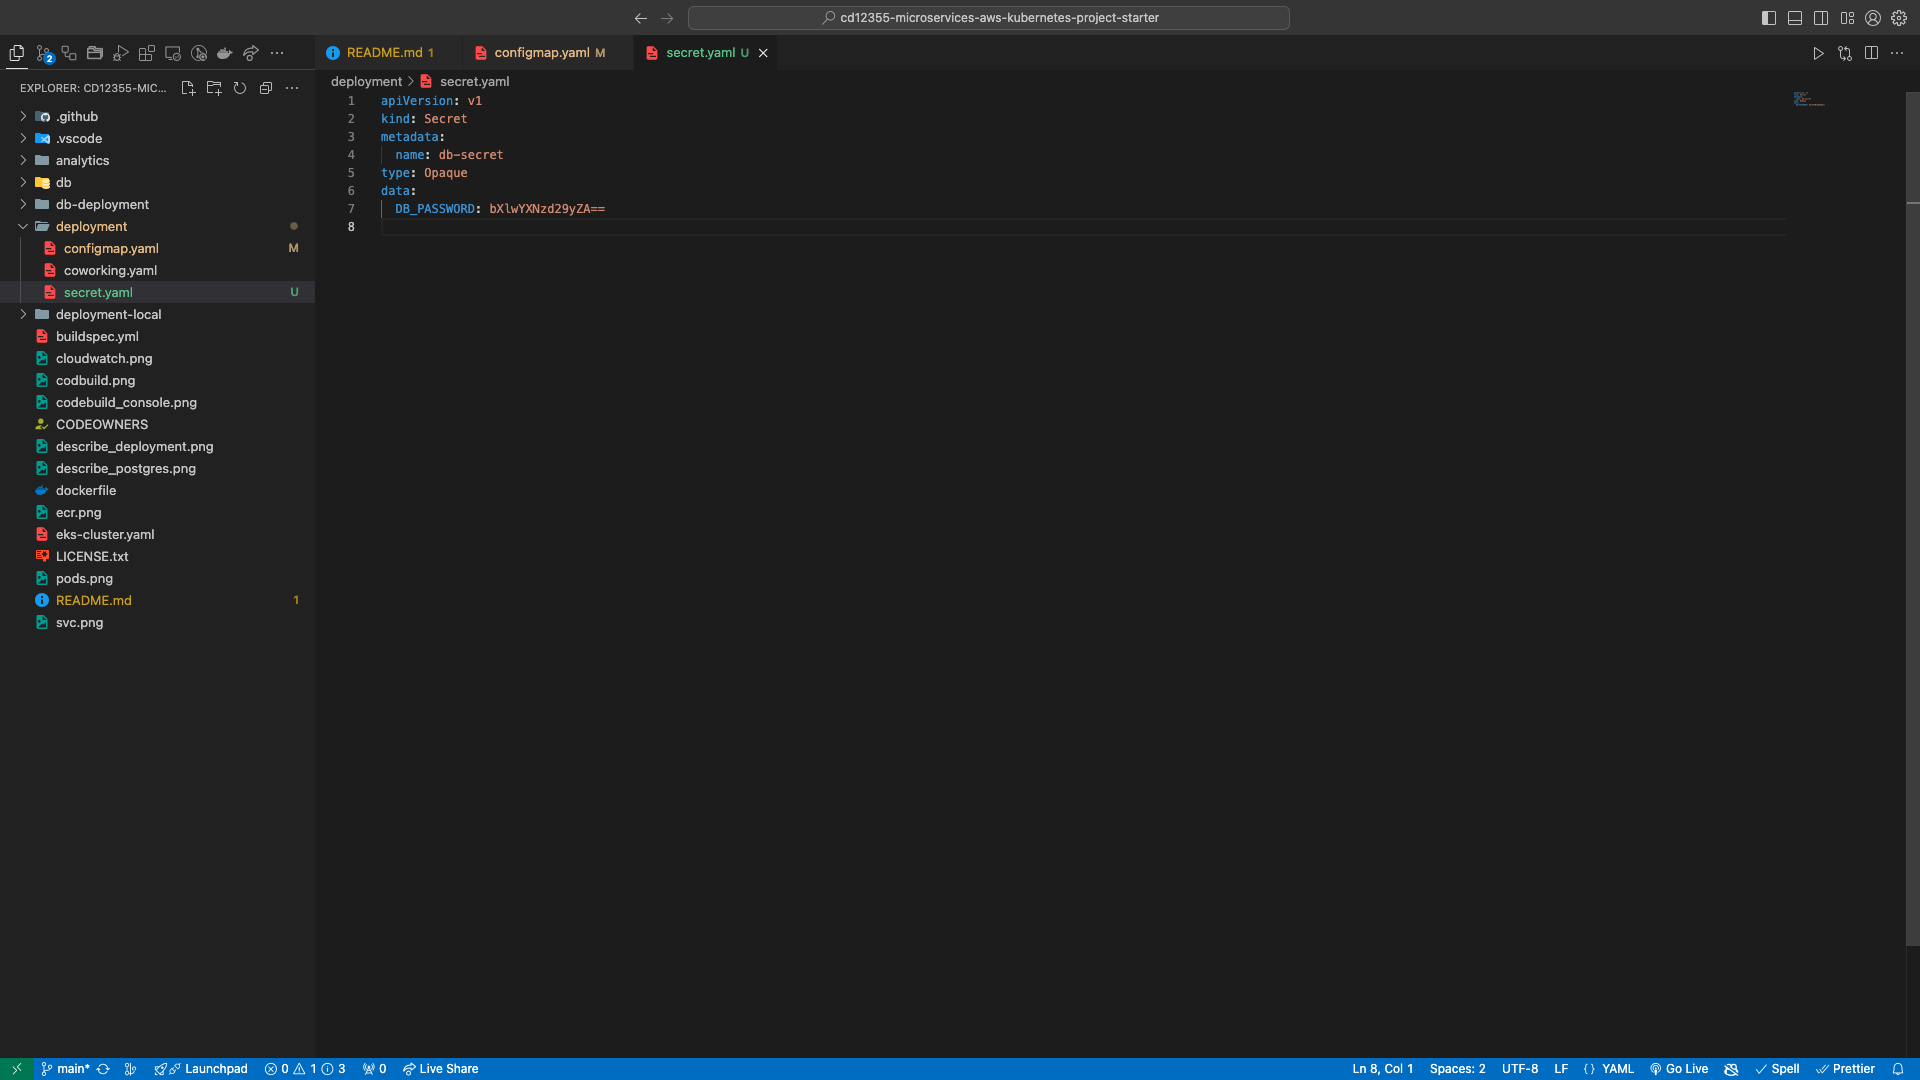 cd12355-microservices-aws-kubernetes-project-starter
2
README.md 1
configmap.yaml M
secret.yaml U
EXPLORER: CD12355-MIC...
deployment > secret.yaml
.github
.vscode
analytics
db
db-deployment
deployment
configmap.yaml M
coworking.yaml
secret.yaml U
deployment-local
buildspec.yml
cloudwatch.png
codbuild.png
codebuild_console.png
CODEOWNERS
describe_deployment.png
describe_postgres.png
dockerfile
ecr.png
eks-cluster.yaml
LICENSE.txt
pods.png
README.md 1
svc.png
1 apiVersion: v1
2 kind: Secret
3 metadata:
4 name: db-secret
5 type: Opaque
6 data:
7 DB_PASSWORD: bXlwYXNzd29yZA==
8
main* Launchpad 0 1 3 0 Live Share Ln 8, Col 1 Spaces: 2 UTF-8 LF {} YAML Go Live Spell Prettier